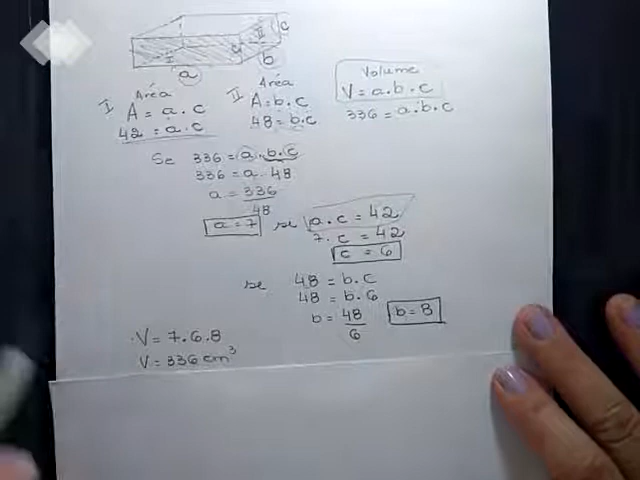 c
II
c
I
b
a
I Área
A = a . c
42 = a . c
II Área
A = b . c
48 = b . c
Volume
V = a . b . c
336 = a . b . c
Se 336 = a . b . c
336 = a . 48
a = 336
48
a = 7
se a . c = 42
7 . c = 42
c = 6
se 48 = b . c
48 = b . 6
b = 48
6
b = 8
V = 7 . 6 . 8
V = 336 cm³